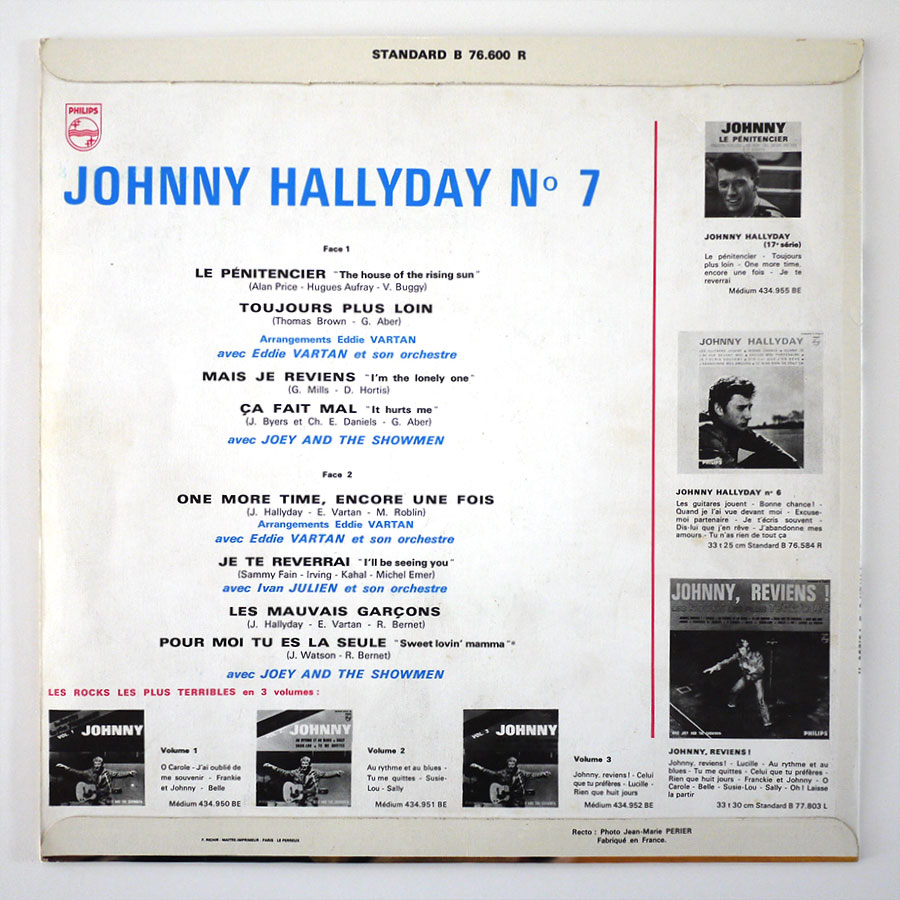 STANDARD B 76.600 R
PHILIPS
JOHNNY HALLYDAY Nº 7
Face 1
LE PÉNITENCIER "The house of the rising sun"
(Alan Price - Hugues Aufray - V. Buggy)
TOUJOURS PLUS LOIN
(Thomas Brown - G. Aber)
Arrangements Eddie VARTAN
avec Eddie VARTAN et son orchestre
MAIS JE REVIENS "I'm the lonely one"
(G. Mills - D. Hortis)
ÇA FAIT MAL "It hurts me"
(J. Byers et Ch. E. Daniels - G. Aber)
avec JOEY AND THE SHOWMEN
Face 2
ONE MORE TIME, ENCORE UNE FOIS
(J. Hallyday - E. Vartan - M. Roblin)
Arrangements Eddie VARTAN
avec Eddie VARTAN et son orchestre
JE TE REVERRAI "I'll be seeing you"
(Sammy Fain - Irving - Kahal - Michel Emer)
avec Ivan JULIEN et son orchestre
LES MAUVAIS GARÇONS
(J. Hallyday - E. Vartan - R. Bernet)
POUR MOI TU ES LA SEULE "Sweet lovin' mamma"
(J. Watson - R. Bernet)
avec JOEY AND THE SHOWMEN
JOHNNY
LE PÉNITENCIER
JOHNNY HALLYDAY
(17e série)
Le pénitencier - Toujours
plus loin - One more time,
encore une fois - Je te
reverrai
Médium 434.955 BE
JOHNNY HALLYDAY
PHILIPS
JOHNNY HALLYDAY nº 6
Les guitares jouent - Bonne chance! -
Quand je l'ai vue devant moi - Excuse-
moi partenaire - Je t'écris souvent -
Dis-lui que j'en rêve - J'abandonne mes
amours - Tu n'as rien de tout ça
33 t 25 cm Standard B 76.584 R
JOHNNY, REVIENS !
PHILIPS
JOHNNY, REVIENS !
Johnny, reviens! - Lucille - Au rythme et au
blues - Tu me quittes - Celui que tu préfères -
Rien que huit jours - Franckie et Johnny - O
Carole - Belle - Susie-Lou - Sally - Oh ! Laisse
la partir
33 t 30 cm Standard B 77.803 L
LES ROCKS LES PLUS TERRIBLES en 3 volumes :
JOHNNY
Volume 1
O Carole - J'ai oublié de
me souvenir - Frankie
et Johnny - Belle
Médium 434.950 BE
JOHNNY
Volume 2
Au rythme et au blues -
Tu me quittes - Susie-
Lou - Sally
Médium 434.951 BE
VOL. 3 JOHNNY
Volume 3
Johnny, reviens! - Celui
que tu préfères - Lucille -
Rien que huit jours
Médium 434.952 BE
Recto : Photo Jean-Marie PERIER
Fabriqué en France.